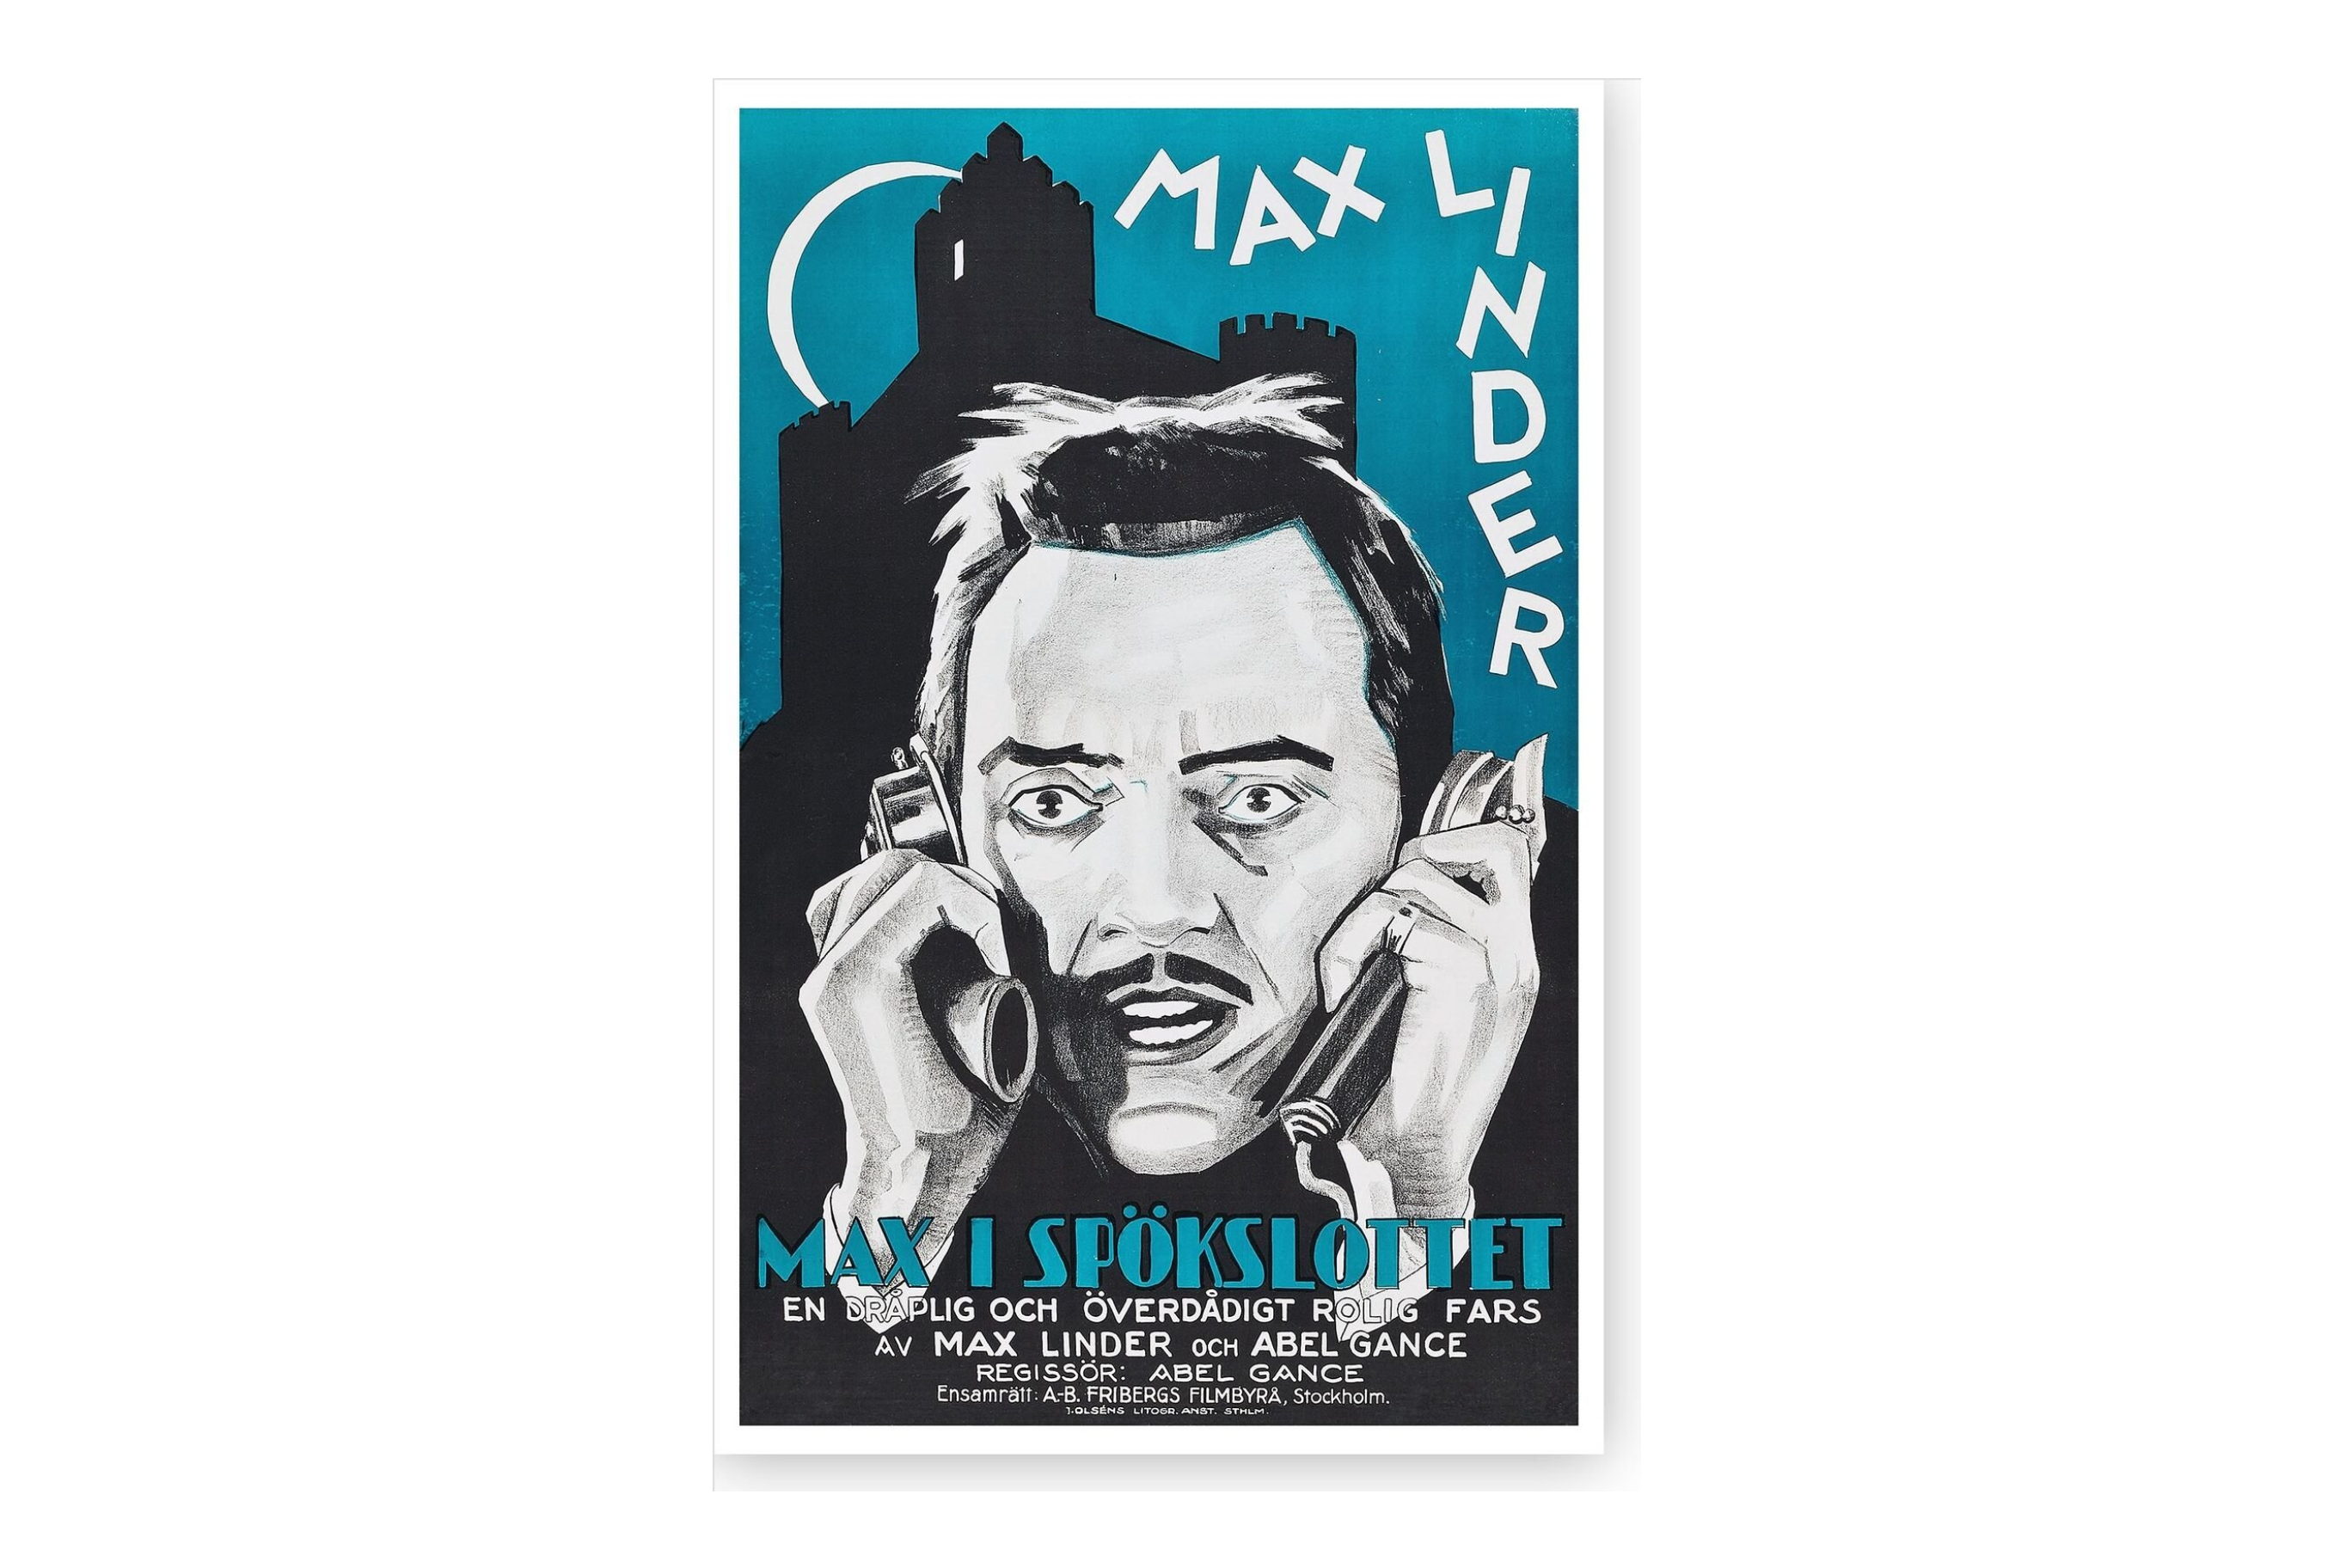 MAX LINDER
MAX I SPÖKSLOTTET
EN DRÅPLIG OCH ÖVERDÅDIGT ROLIG FARS
AV MAX LINDER OCH ABEL GANCE
REGISSÖR: ABEL GANCE
Ensamrätt: A.-B. FRIBERGS FILMBYRÅ, Stockholm.
J. OLSÉNS LITOGR. ANST. STHLM.